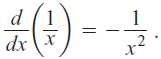 d/dx (1/x) = − 1/x².